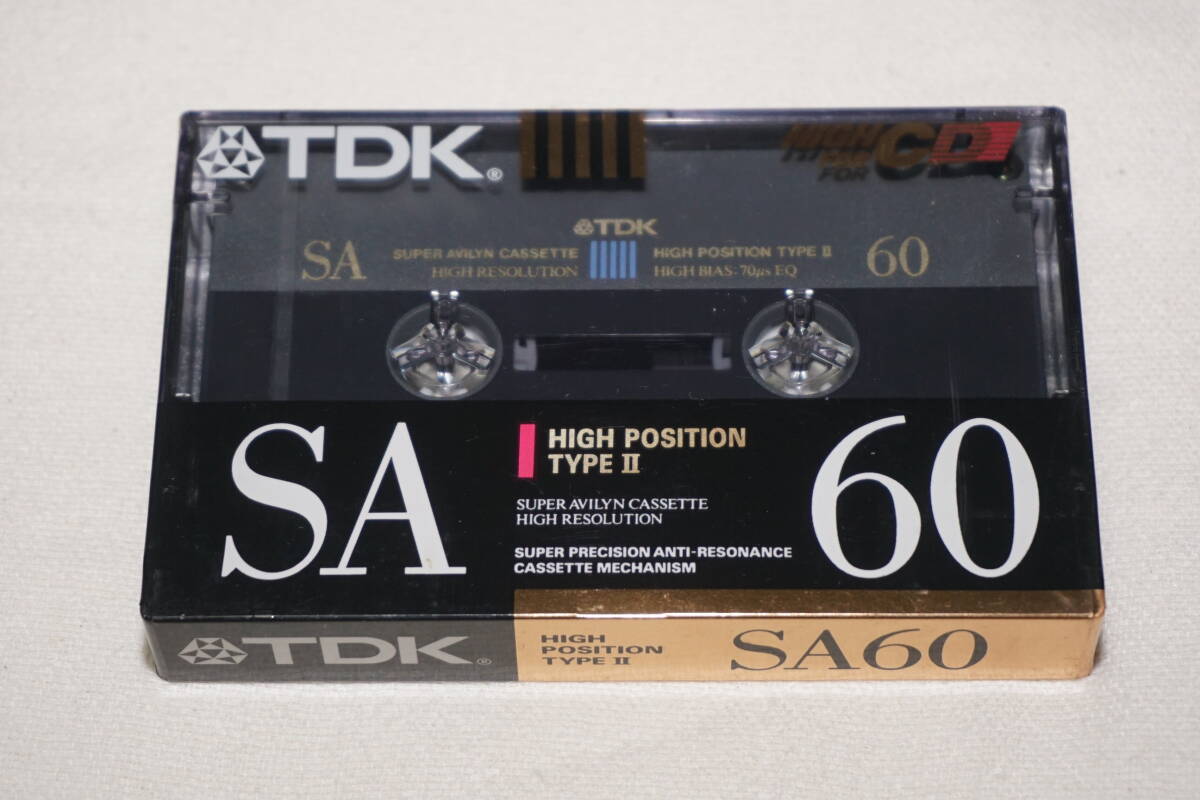 TDK®
HIGH
FOR CD
TDK
SA
SUPER AVILYN CASSETTE
HIGH RESOLUTION
HIGH POSITION TYPE II
HIGH BIAS:70µs EQ
60
SA
HIGH POSITION
TYPE II
SUPER AVILYN CASSETTE
HIGH RESOLUTION
SUPER PRECISION ANTI-RESONANCE
CASSETTE MECHANISM
60
TDK®
HIGH
POSITION
TYPE II
SA60